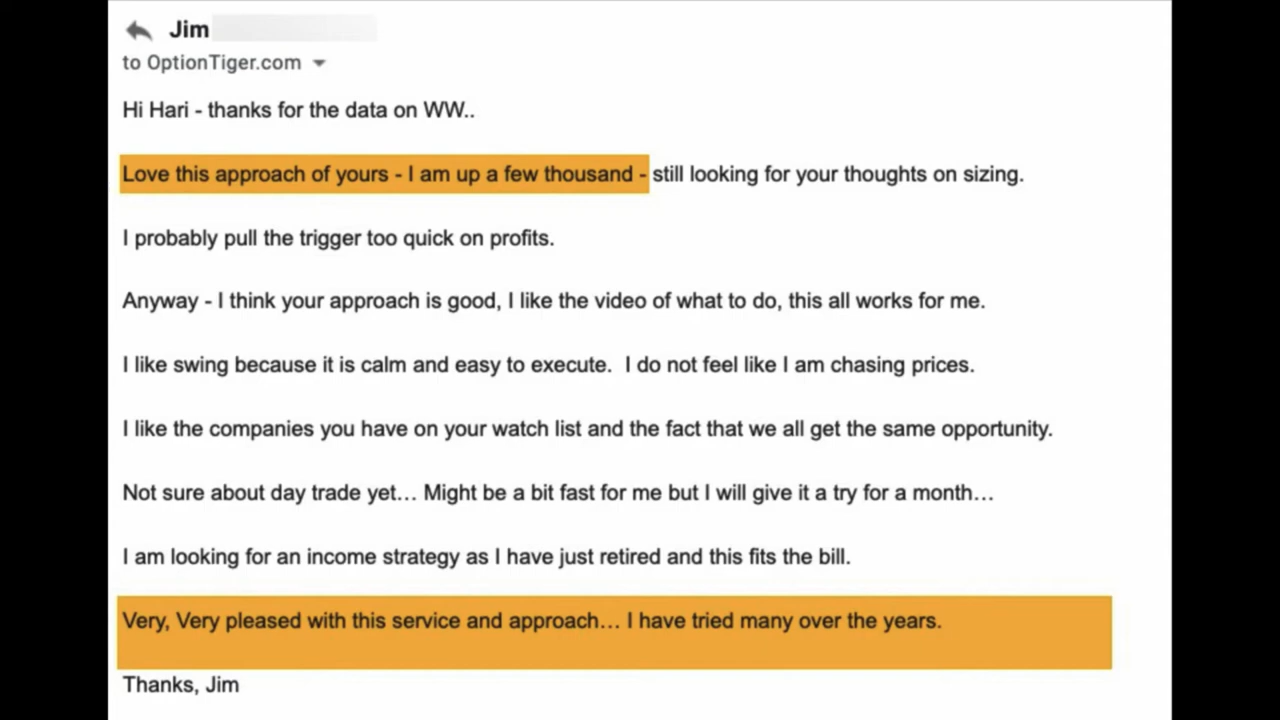 Jim
to OptionTiger.com
Hi Hari - thanks for the data on WW..
Love this approach of yours - I am up a few thousand - still looking for your thoughts on sizing.
I probably pull the trigger too quick on profits.
Anyway - I think your approach is good, I like the video of what to do, this all works for me.
I like swing because it is calm and easy to execute.  I do not feel like I am chasing prices.
I like the companies you have on your watch list and the fact that we all get the same opportunity.
Not sure about day trade yet… Might be a bit fast for me but I will give it a try for a month…
I am looking for an income strategy as I have just retired and this fits the bill.
Very, Very pleased with this service and approach… I have tried many over the years.
Thanks, Jim